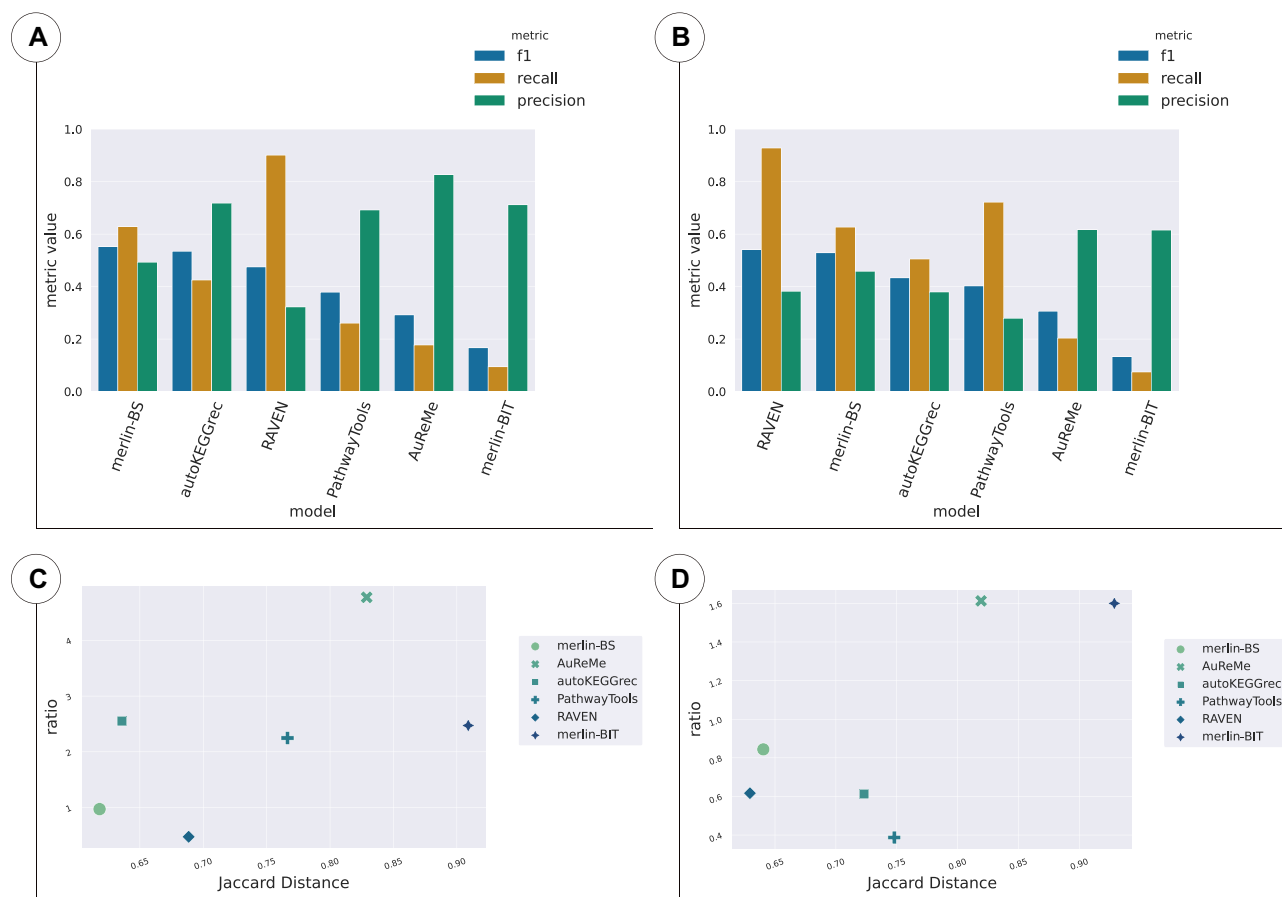 A
metric
f1
recall
precision
1.0
0.8
0.6
0.4
0.2
0.0
metric value
merlin-BS
autoKEGGrec
RAVEN
PathwayTools
AuReMe
merlin-BIT
model
B
metric
f1
recall
precision
1.0
0.8
0.6
0.4
0.2
0.0
metric value
RAVEN
merlin-BS
autoKEGGrec
PathwayTools
AuReMe
merlin-BIT
model
C
4
3
2
1
ratio
0.65
0.70
0.75
0.80
0.85
0.90
Jaccard Distance
merlin-BS
AuReMe
autoKEGGrec
PathwayTools
RAVEN
merlin-BIT
D
1.6
1.4
1.2
1.0
0.8
0.6
0.4
ratio
0.65
0.70
0.75
0.80
0.85
0.90
Jaccard Distance
merlin-BS
AuReMe
autoKEGGrec
PathwayTools
RAVEN
merlin-BIT